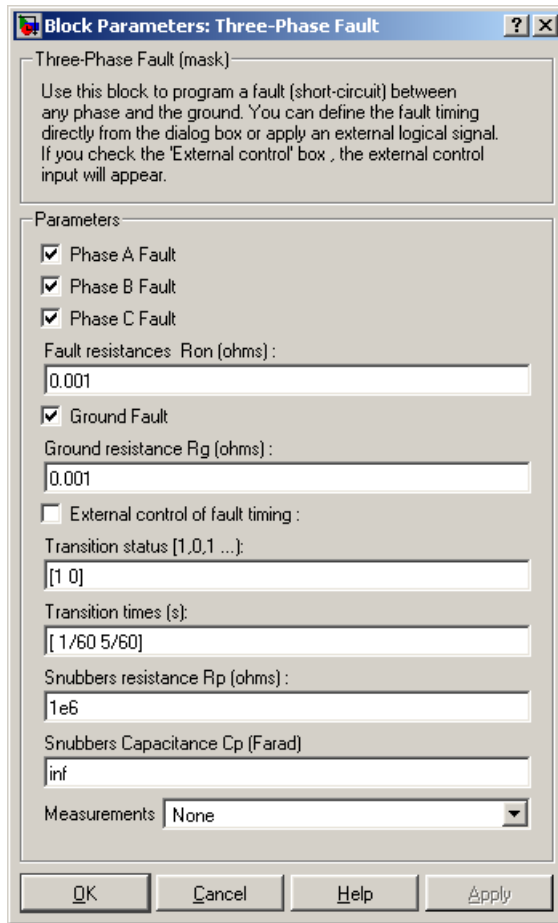 Block Parameters: Three-Phase Fault
Three-Phase Fault (mask)
Use this block to program a fault (short-circuit) between
any phase and the ground. You can define the fault timing
directly from the dialog box or apply an external logical signal.
If you check the 'External control' box , the external control
input will appear.
Parameters
Phase A Fault
Phase B Fault
Phase C Fault
Fault resistances Ron (ohms) :
0.001
Ground Fault
Ground resistance Rg (ohms) :
0.001
External control of fault timing :
Transition status [1,0,1 ...):
[1 0]
Transition times (s):
[ 1/60 5/60]
Snubbers resistance Rp (ohms) :
1e6
Snubbers Capacitance Cp (Farad)
inf
Measurements None
OK Cancel Help Apply